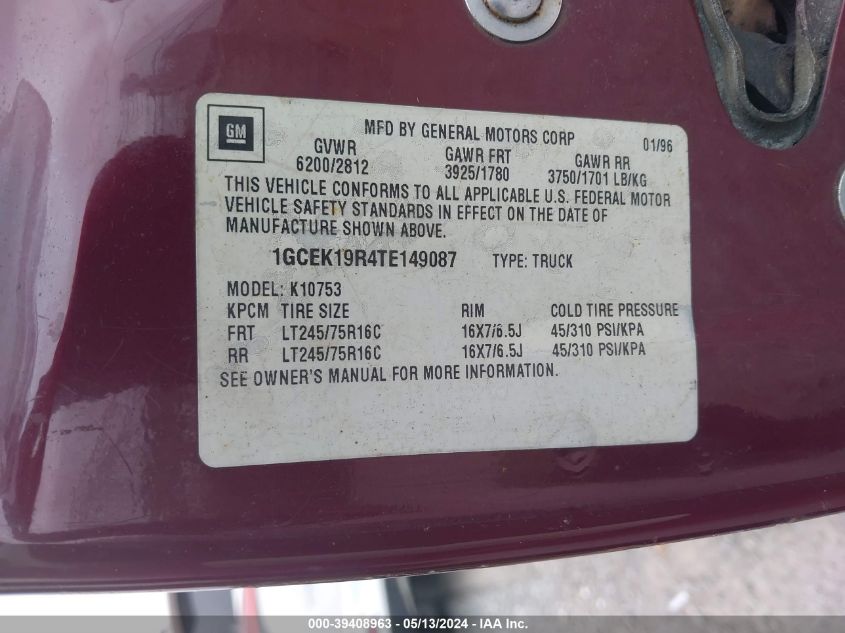 GM
MFD BY GENERAL MOTORS CORP 01/96
GVWR GAWR FRT GAWR RR
6200/2812 3925/1780 3750/1701 LB/KG
THIS VEHICLE CONFORMS TO ALL APPLICABLE U.S. FEDERAL MOTOR
VEHICLE SAFETY STANDARDS IN EFFECT ON THE DATE OF
MANUFACTURE SHOWN ABOVE.
1GCEK19R4TE149087 TYPE: TRUCK
MODEL: K10753
KPCM TIRE SIZE RIM COLD TIRE PRESSURE
FRT LT245/75R16C 16X7/6.5J 45/310 PSI/KPA
RR LT245/75R16C 16X7/6.5J 45/310 PSI/KPA
SEE OWNER'S MANUAL FOR MORE INFORMATION.
000-39408963 - 05/13/2024 - IAA Inc.